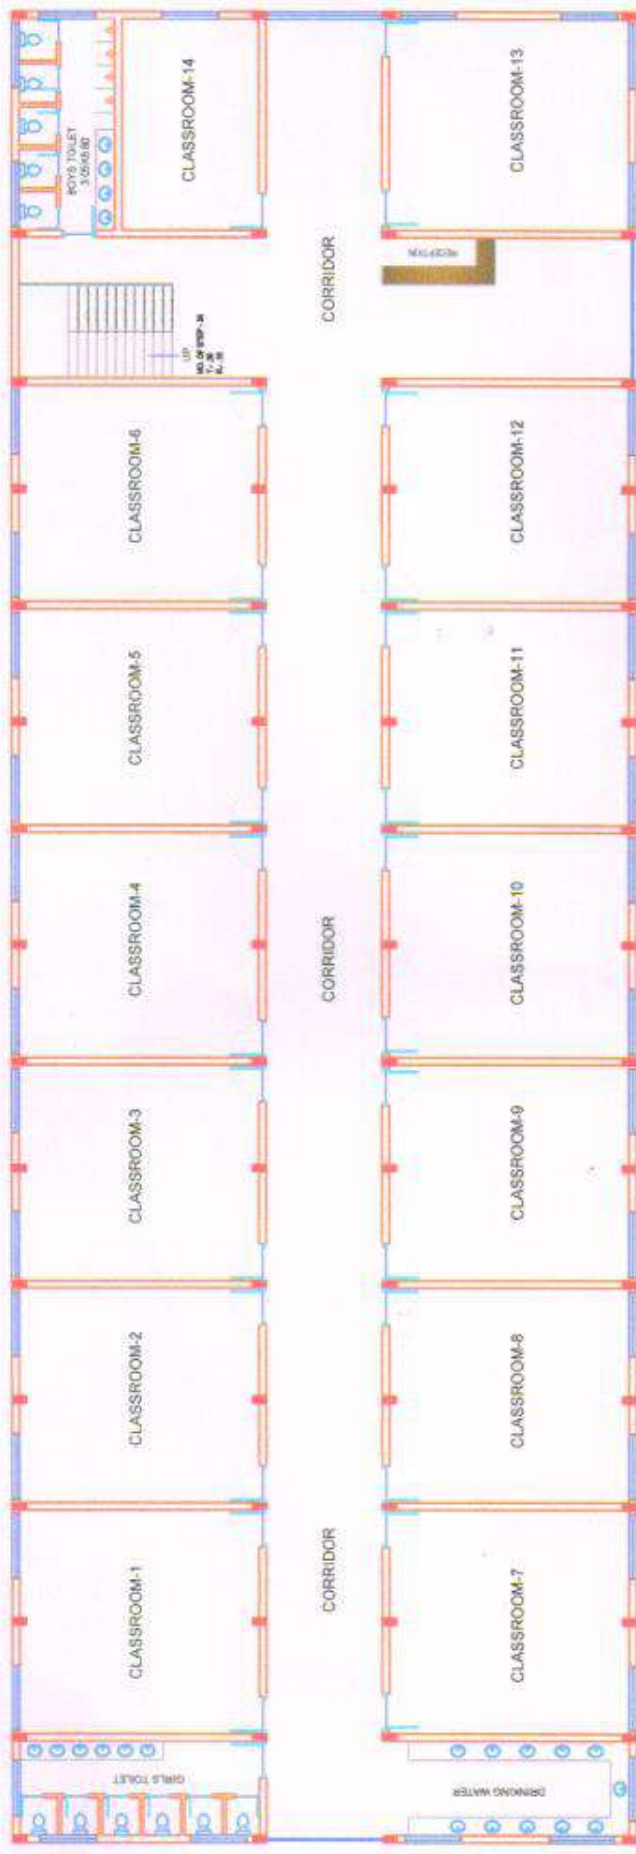 CLASSROOM-14
CLASSROOM-13
BOYS TOILET
CORRIDOR
RECEPTION
CLASSROOM-6
CLASSROOM-12
CLASSROOM-5
CLASSROOM-11
CLASSROOM-4
CORRIDOR
CLASSROOM-10
CLASSROOM-3
CLASSROOM-9
CLASSROOM-2
CLASSROOM-8
CLASSROOM-1
CORRIDOR
CLASSROOM-7
GIRLS TOILET
DRINKING WATER